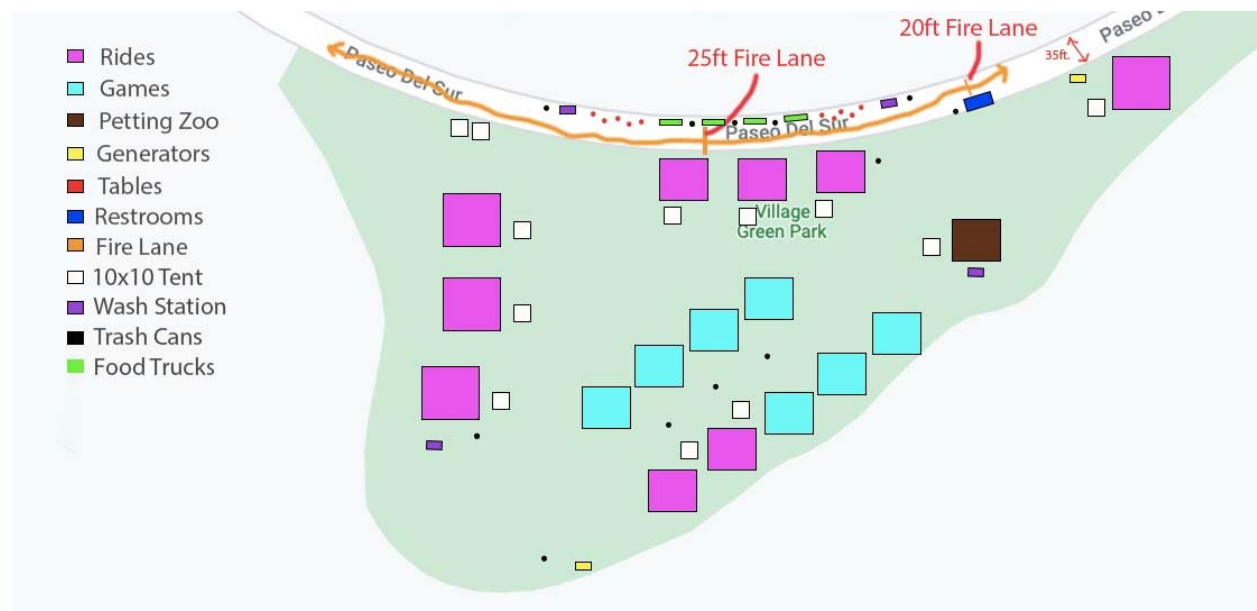 20ft Fire Lane
25ft Fire Lane
35ft.
Paseo
Paseo Del Sur
Paseo Del Sur
Rides
Games
Petting Zoo
Generators
Tables
Restrooms
Fire Lane
10x10 Tent
Wash Station
Trash Cans
Food Trucks
Village
Green Park